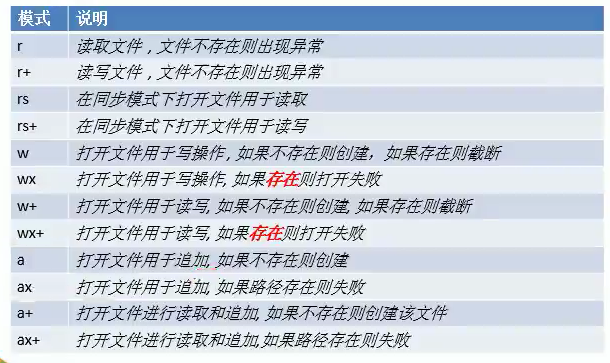 模式 说明
r 读取文件，文件不存在则出现异常
r+ 读写文件，文件不存在则出现异常
rs 在同步模式下打开文件用于读取
rs+ 在同步模式下打开文件用于读写
w 打开文件用于写操作, 如果不存在则创建，如果存在则截断
wx 打开文件用于写操作, 如果存在则打开失败
w+ 打开文件用于读写, 如果不存在则创建, 如果存在则截断
wx+ 打开文件用于读写, 如果存在则打开失败
a 打开文件用于追加, 如果不存在则创建
ax 打开文件用于追加, 如果路径存在则失败
a+ 打开文件进行读取和追加, 如果不存在则创建该文件
ax+ 打开文件进行读取和追加,如果路径存在则失败